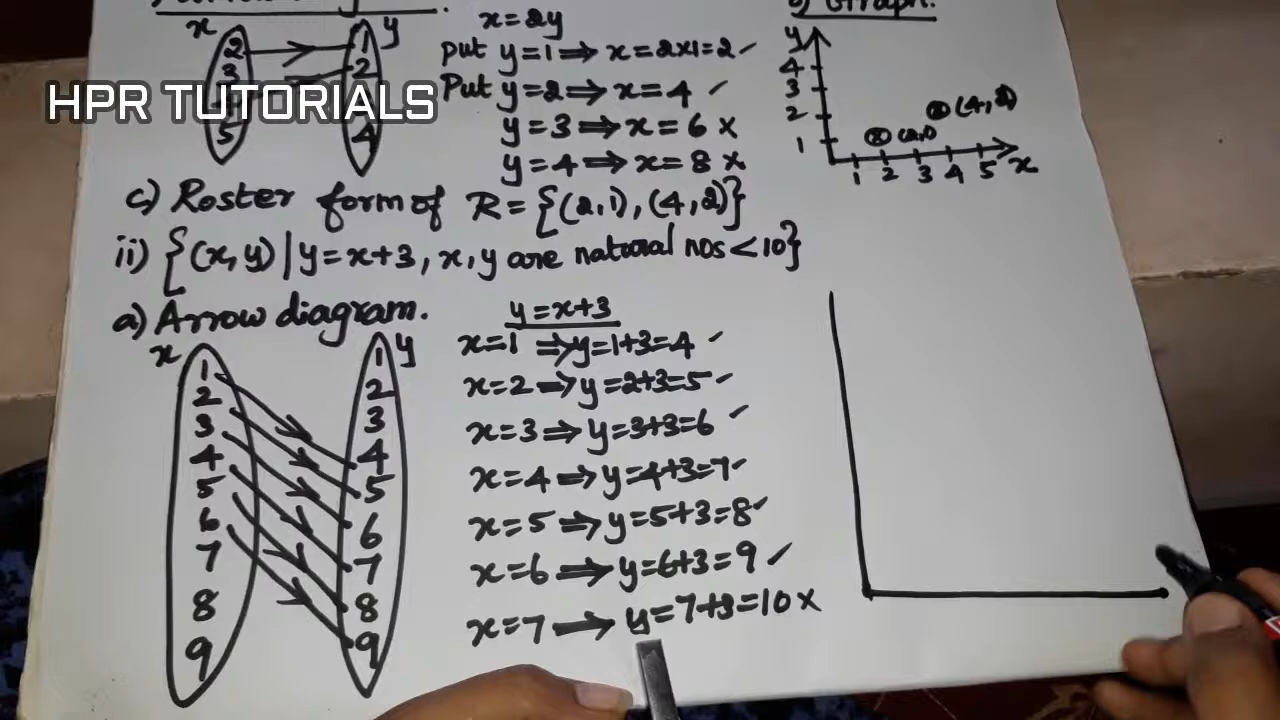 x y
2 1
3 2
5 4
x=2y
put y=1 ⟹ x=2×1=2 ✓
Put y=2 ⟹ x=4 ✓
y=3 ⟹ x=6 ×
y=4 ⟹ x=8 ×
b) Graph.
y
4
3
2
1
(2,1)
(4,2)
1 2 3 4 5 x
HPR TUTORIALS
c) Roster form of R={(2,1),(4,2)}
ii) {(x,y)|y=x+3, x,y are natural nos<10}
a) Arrow diagram.
x y
1 1
2 2
3 3
4 4
5 5
6 6
7 7
8 8
9 9
y=x+3
x=1 ⟹ y=1+3=4 ✓
x=2 ⟹ y=2+3=5 ✓
x=3 ⟹ y=3+3=6 ✓
x=4 ⟹ y=4+3=7 ✓
x=5 ⟹ y=5+3=8 ✓
x=6 ⟹ y=6+3=9 ✓
x=7 ⟶ y=7+3=10 ×